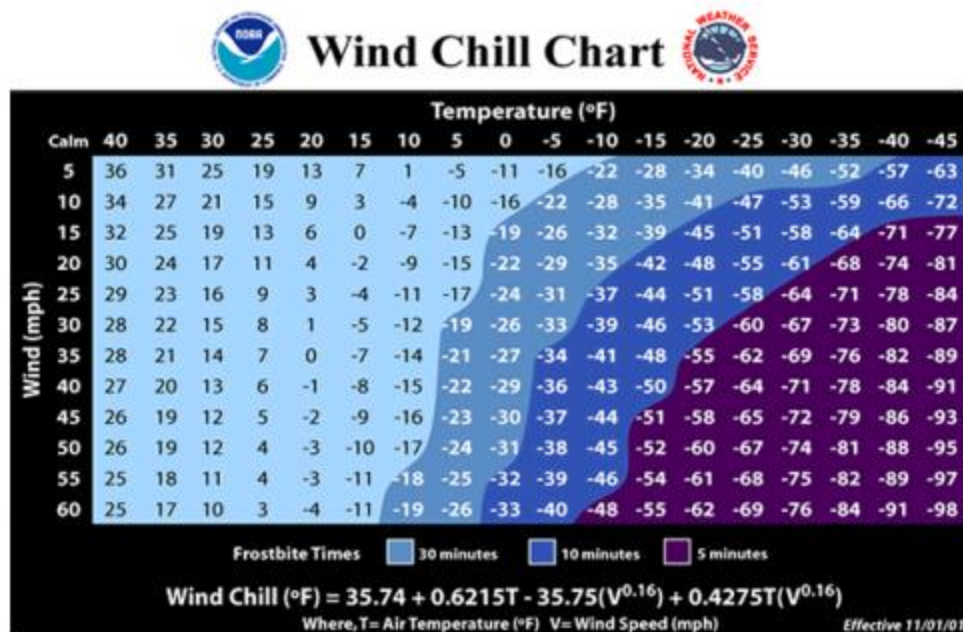 NOAA
Wind Chill Chart
NATIONAL WEATHER SERVICE
Temperature (ºF)
Calm 40 35 30 25 20 15 10 5 0 -5 -10 -15 -20 -25 -30 -35 -40 -45
5 36 31 25 19 13 7 1 -5 -11 -16 -22 -28 -34 -40 -46 -52 -57 -63
10 34 27 21 15 9 3 -4 -10 -16 -22 -28 -35 -41 -47 -53 -59 -66 -72
15 32 25 19 13 6 0 -7 -13 -19 -26 -32 -39 -45 -51 -58 -64 -71 -77
20 30 24 17 11 4 -2 -9 -15 -22 -29 -35 -42 -48 -55 -61 -68 -74 -81
25 29 23 16 9 3 -4 -11 -17 -24 -31 -37 -44 -51 -58 -64 -71 -78 -84
30 28 22 15 8 1 -5 -12 -19 -26 -33 -39 -46 -53 -60 -67 -73 -80 -87
35 28 21 14 7 0 -7 -14 -21 -27 -34 -41 -48 -55 -62 -69 -76 -82 -89
40 27 20 13 6 -1 -8 -15 -22 -29 -36 -43 -50 -57 -64 -71 -78 -84 -91
45 26 19 12 5 -2 -9 -16 -23 -30 -37 -44 -51 -58 -65 -72 -79 -86 -93
50 26 19 12 4 -3 -10 -17 -24 -31 -38 -45 -52 -60 -67 -74 -81 -88 -95
55 25 18 11 4 -3 -11 -18 -25 -32 -39 -46 -54 -61 -68 -75 -82 -89 -97
60 25 17 10 3 -4 -11 -19 -26 -33 -40 -48 -55 -62 -69 -76 -84 -91 -98
Wind (mph)
Frostbite Times 30 minutes 10 minutes 5 minutes
Wind Chill (ºF) = 35.74 + 0.6215T - 35.75(V0.16) + 0.4275T(V0.16)
Where, T= Air Temperature (ºF) V= Wind Speed (mph) Effective 11/01/01